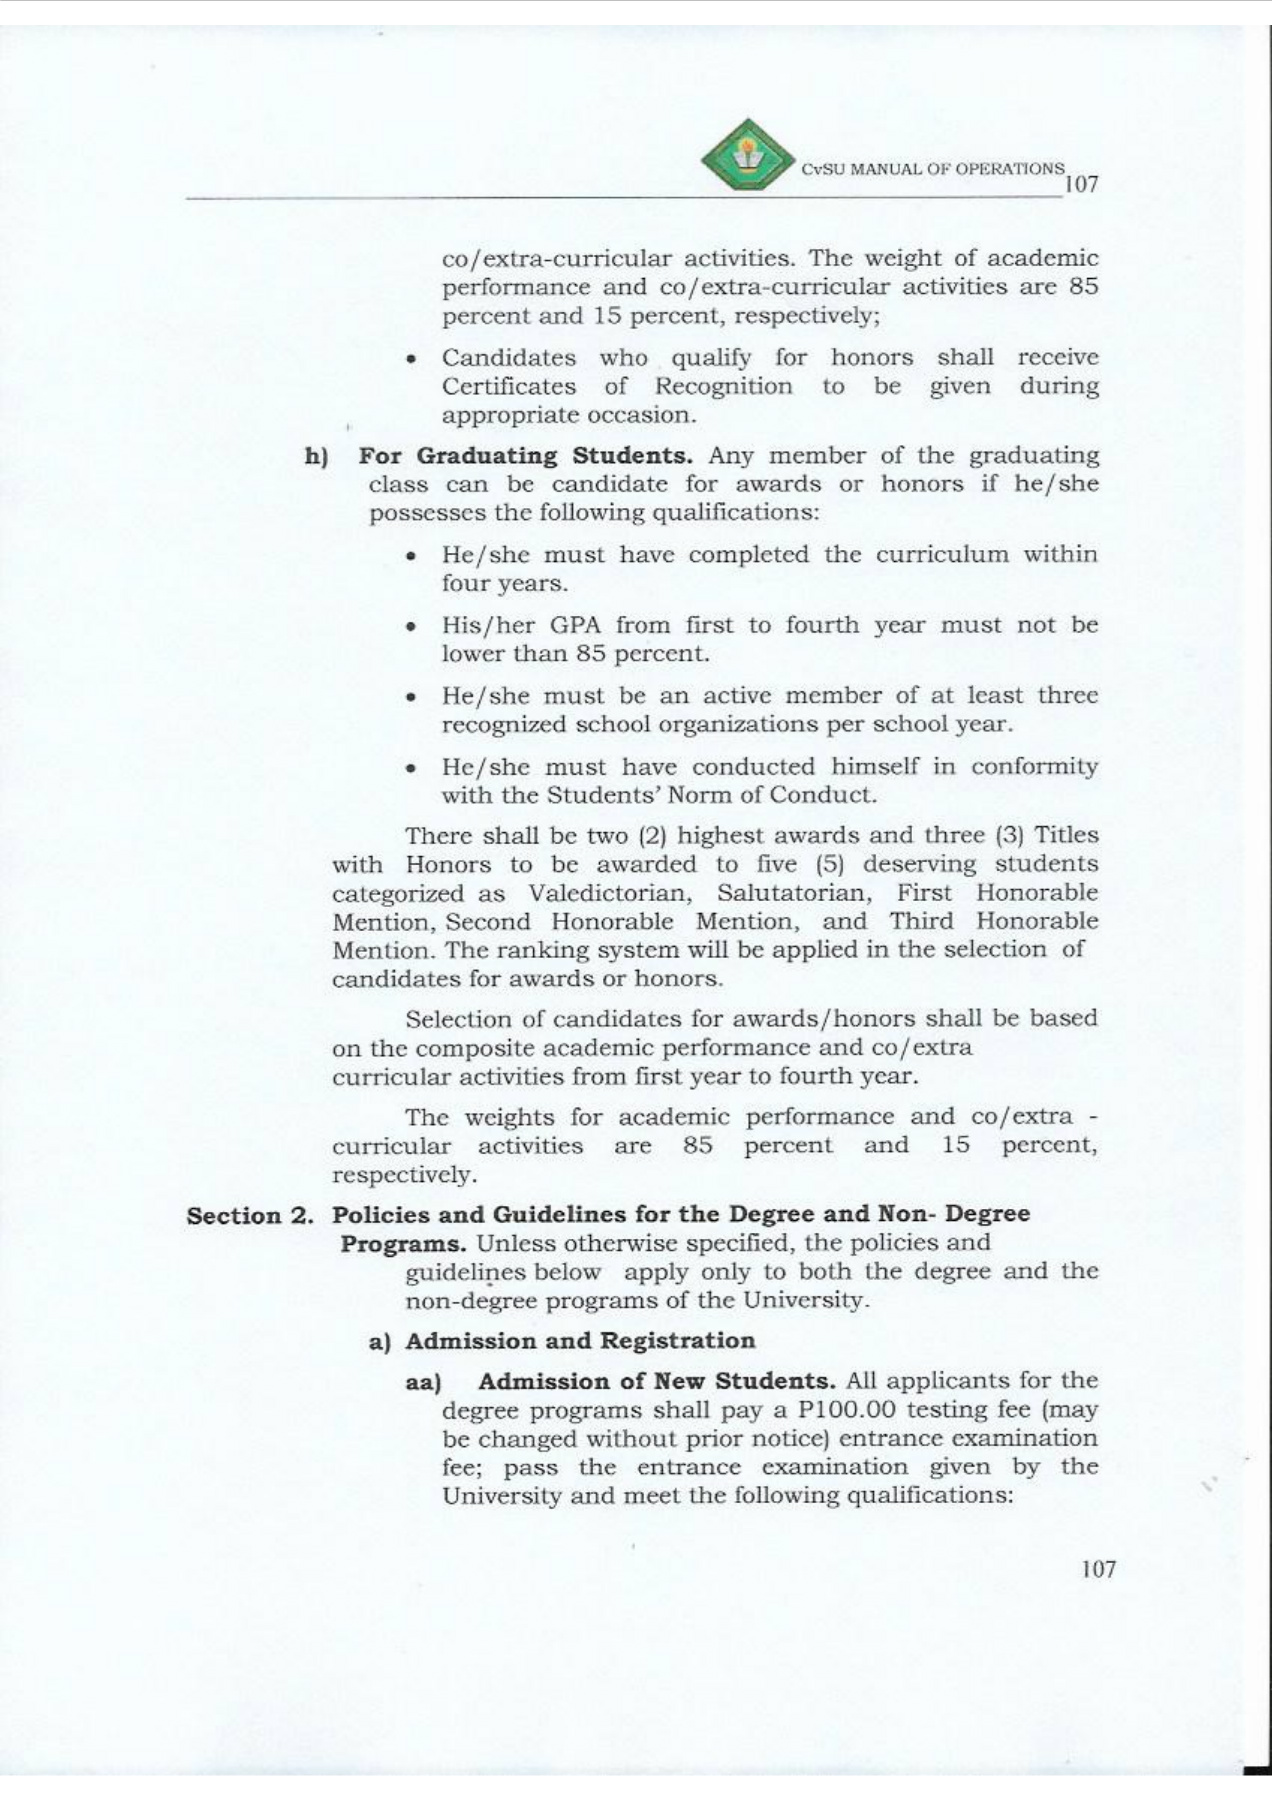 CvSU MANUAL OF OPERATIONS
107
co/extra-curricular activities. The weight of academic
performance and co/extra-curricular activities are 85
percent and 15 percent, respectively;
• Candidates who qualify for honors shall receive
Certificates of Recognition to be given during
appropriate occasion.
h) For Graduating Students. Any member of the graduating
class can be candidate for awards or honors if he/she
possesses the following qualifications:
• He/she must have completed the curriculum within
four years.
• His/her GPA from first to fourth year must not be
lower than 85 percent.
• He/she must be an active member of at least three
recognized school organizations per school year.
• He/she must have conducted himself in conformity
with the Students' Norm of Conduct.
There shall be two (2) highest awards and three (3) Titles
with Honors to be awarded to five (5) deserving students
categorized as Valedictorian, Salutatorian, First Honorable
Mention, Second Honorable Mention, and Third Honorable
Mention. The ranking system will be applied in the selection of
candidates for awards or honors.
Selection of candidates for awards/honors shall be based
on the composite academic performance and co/extra
curricular activities from first year to fourth year.
The weights for academic performance and co/extra -
curricular activities are 85 percent and 15 percent,
respectively.
Section 2. Policies and Guidelines for the Degree and Non- Degree
Programs. Unless otherwise specified, the policies and
guidelines below apply only to both the degree and the
non-degree programs of the University.
a) Admission and Registration
aa) Admission of New Students. All applicants for the
degree programs shall pay a P100.00 testing fee (may
be changed without prior notice) entrance examination
fee; pass the entrance examination given by the
University and meet the following qualifications:
107